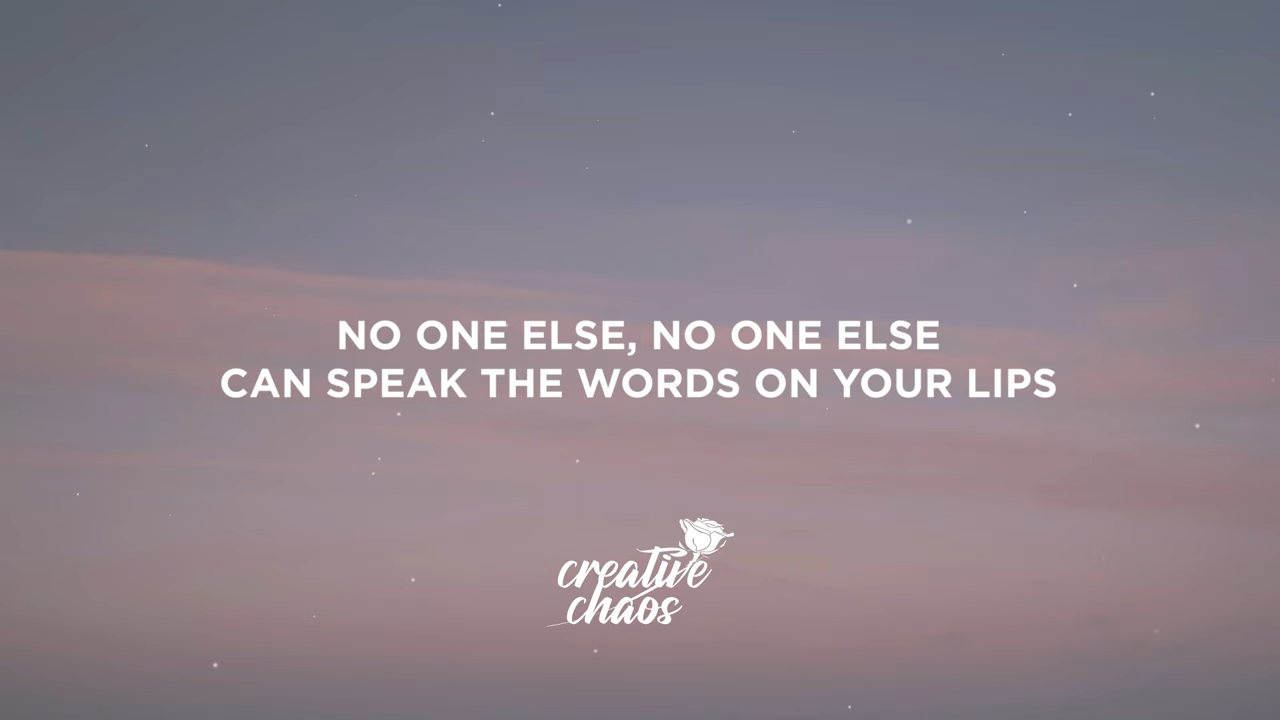 NO ONE ELSE, NO ONE ELSE
CAN SPEAK THE WORDS ON YOUR LIPS
creative
chaos